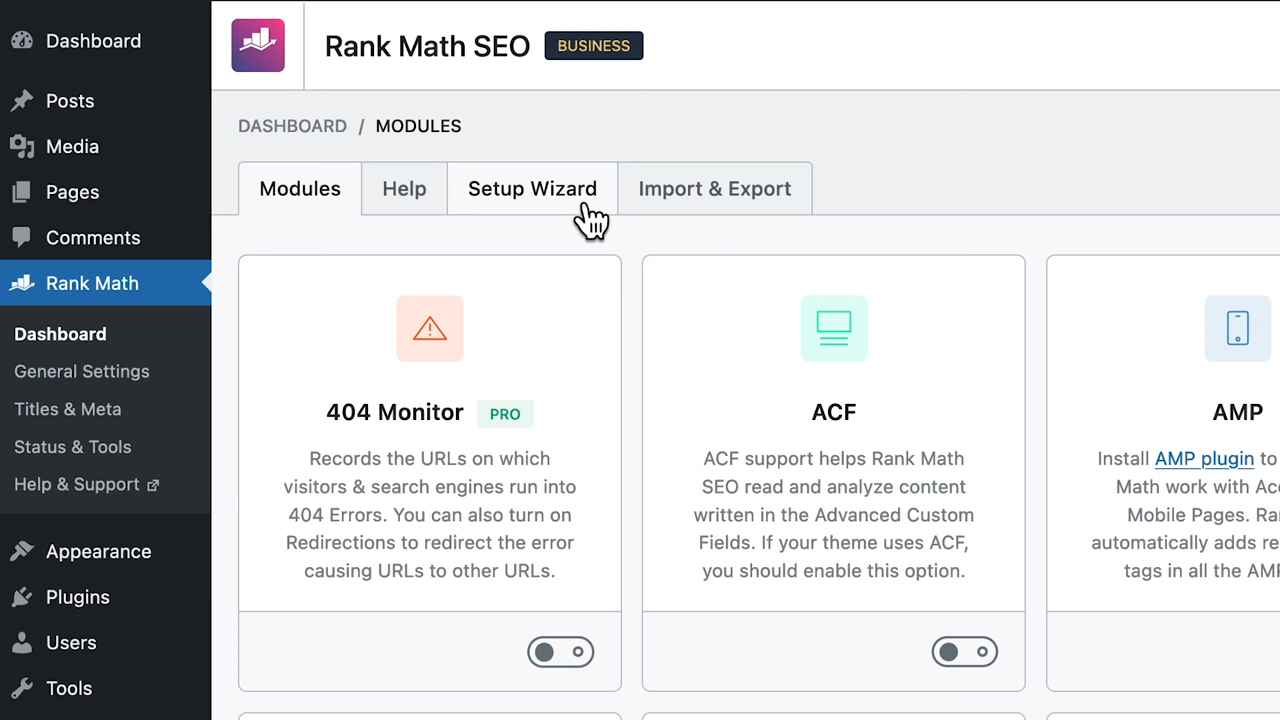 Dashboard
Posts
Media
Pages
Comments
Rank Math
Dashboard
General Settings
Titles & Meta
Status & Tools
Help & Support
Appearance
Plugins
Users
Tools
Rank Math SEO BUSINESS
DASHBOARD / MODULES
Modules Help Setup Wizard Import & Export
404 Monitor PRO
Records the URLs on which
visitors & search engines run into
404 Errors. You can also turn on
Redirections to redirect the error
causing URLs to other URLs.
ACF
ACF support helps Rank Math
SEO read and analyze content
written in the Advanced Custom
Fields. If your theme uses ACF,
you should enable this option.
AMP
Install AMP plugin to
Math work with
Mobile Pages.
automatically adds
tags in all the